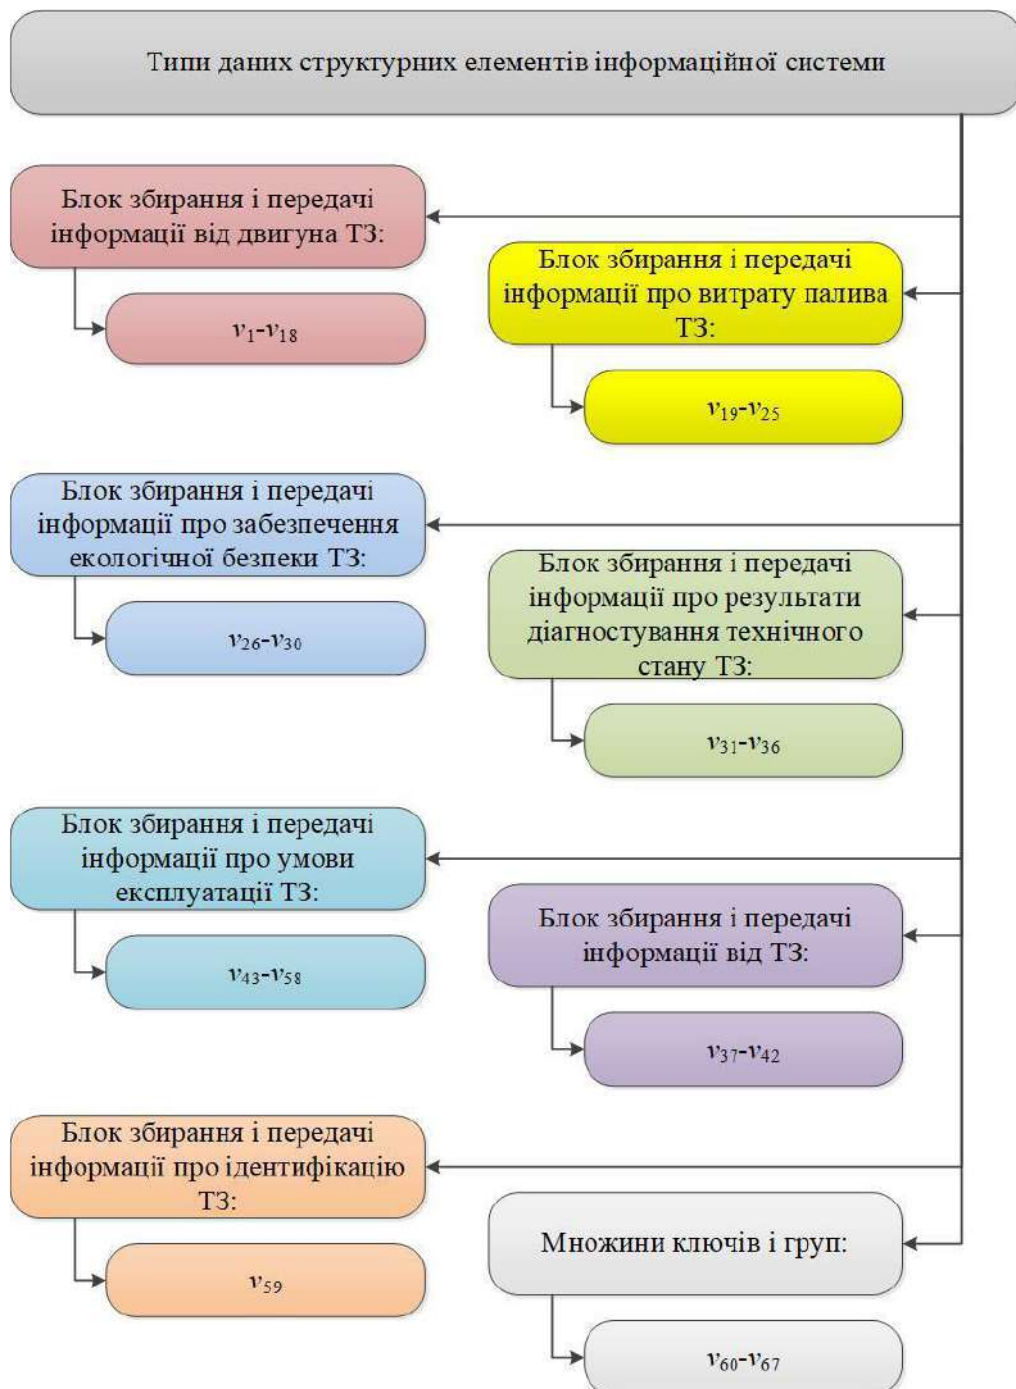 Типи даних структурних елементів інформаційної системи
Блок збирання і передачі
інформації від двигуна ТЗ:
v₁-v₁₈
Блок збирання і передачі
інформації про витрату палива
ТЗ:
v₁₉-v₂₅
Блок збирання і передачі
інформації про забезпечення
екологічної безпеки ТЗ:
v₂₆-v₃₀
Блок збирання і передачі
інформації про результати
діагностування технічного
стану ТЗ:
v₃₁-v₃₆
Блок збирання і передачі
інформації про умови
експлуатації ТЗ:
v₄₃-v₅₈
Блок збирання і передачі
інформації від ТЗ:
v₃₇-v₄₂
Блок збирання і передачі
інформації про ідентифікацію
ТЗ:
v₅₉
Множини ключів і груп:
v₆₀-v₆₇